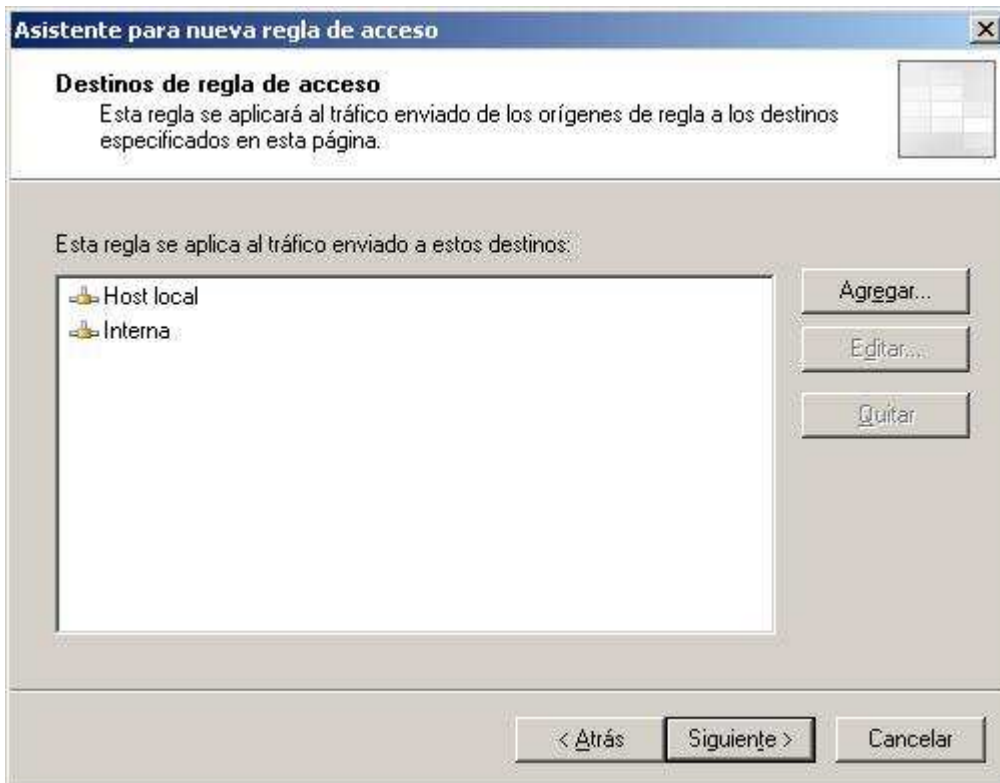 Asistente para nueva regla de acceso
Destinos de regla de acceso
Esta regla se aplicará al tráfico enviado de los orígenes de regla a los destinos
especificados en esta página.
Esta regla se aplica al tráfico enviado a estos destinos:
Host local
Interna
Agregar...
Editar...
Quitar
< Atrás
Siguiente >
Cancelar